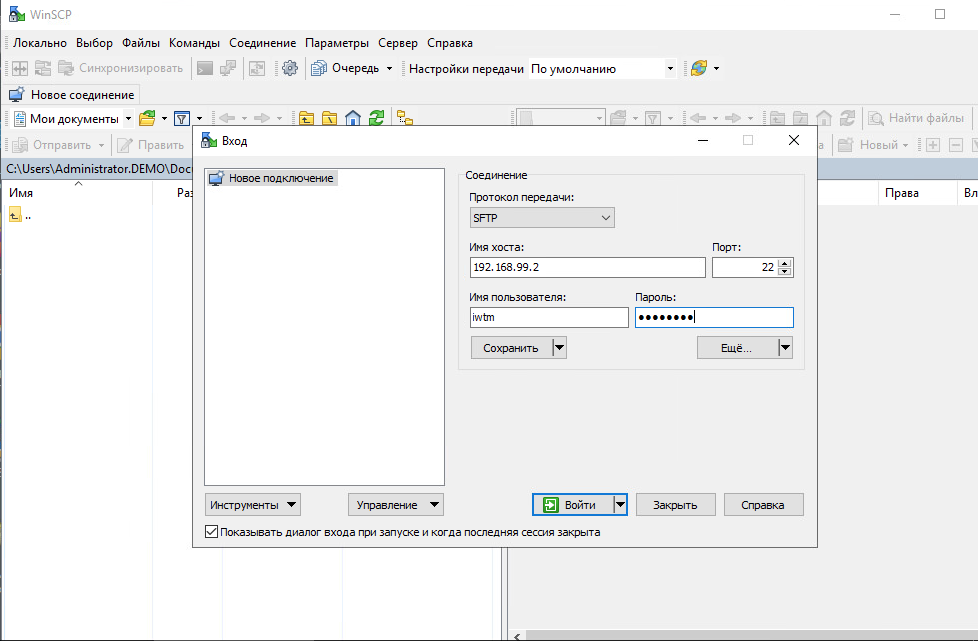 WinSCP
Локально Выбор Файлы Команды Соединение Параметры Сервер Справка
Синхронизировать Очередь Настройки передачи По умолчанию
Новое соединение
Мои документы Найти файлы
Отправить Править Новый
C:\Users\Administrator.DEMO\Doc
Имя Раз Права Вл
..
Вход
Новое подключение
Соединение
Протокол передачи:
SFTP
Имя хоста: Порт:
192.168.99.2 22
Имя пользователя: Пароль:
iwtm ●●●●●●●●
Сохранить Ещё...
Инструменты Управление Войти Закрыть Справка
Показывать диалог входа при запуске и когда последняя сессия закрыта